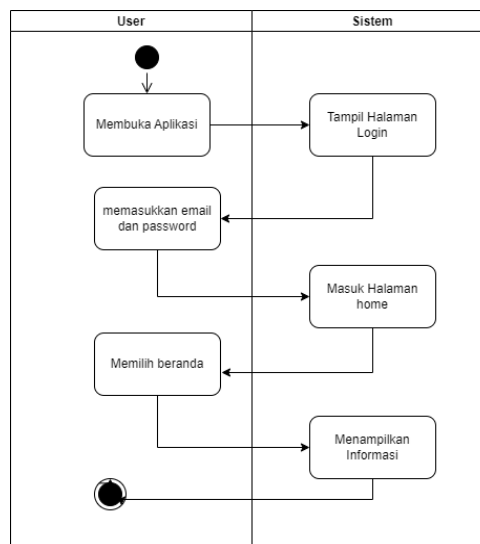 User
Sistem
Membuka Aplikasi
Tampil Halaman
Login
memasukkan email
dan password
Masuk Halaman
home
Memilih beranda
Menampilkan
Informasi